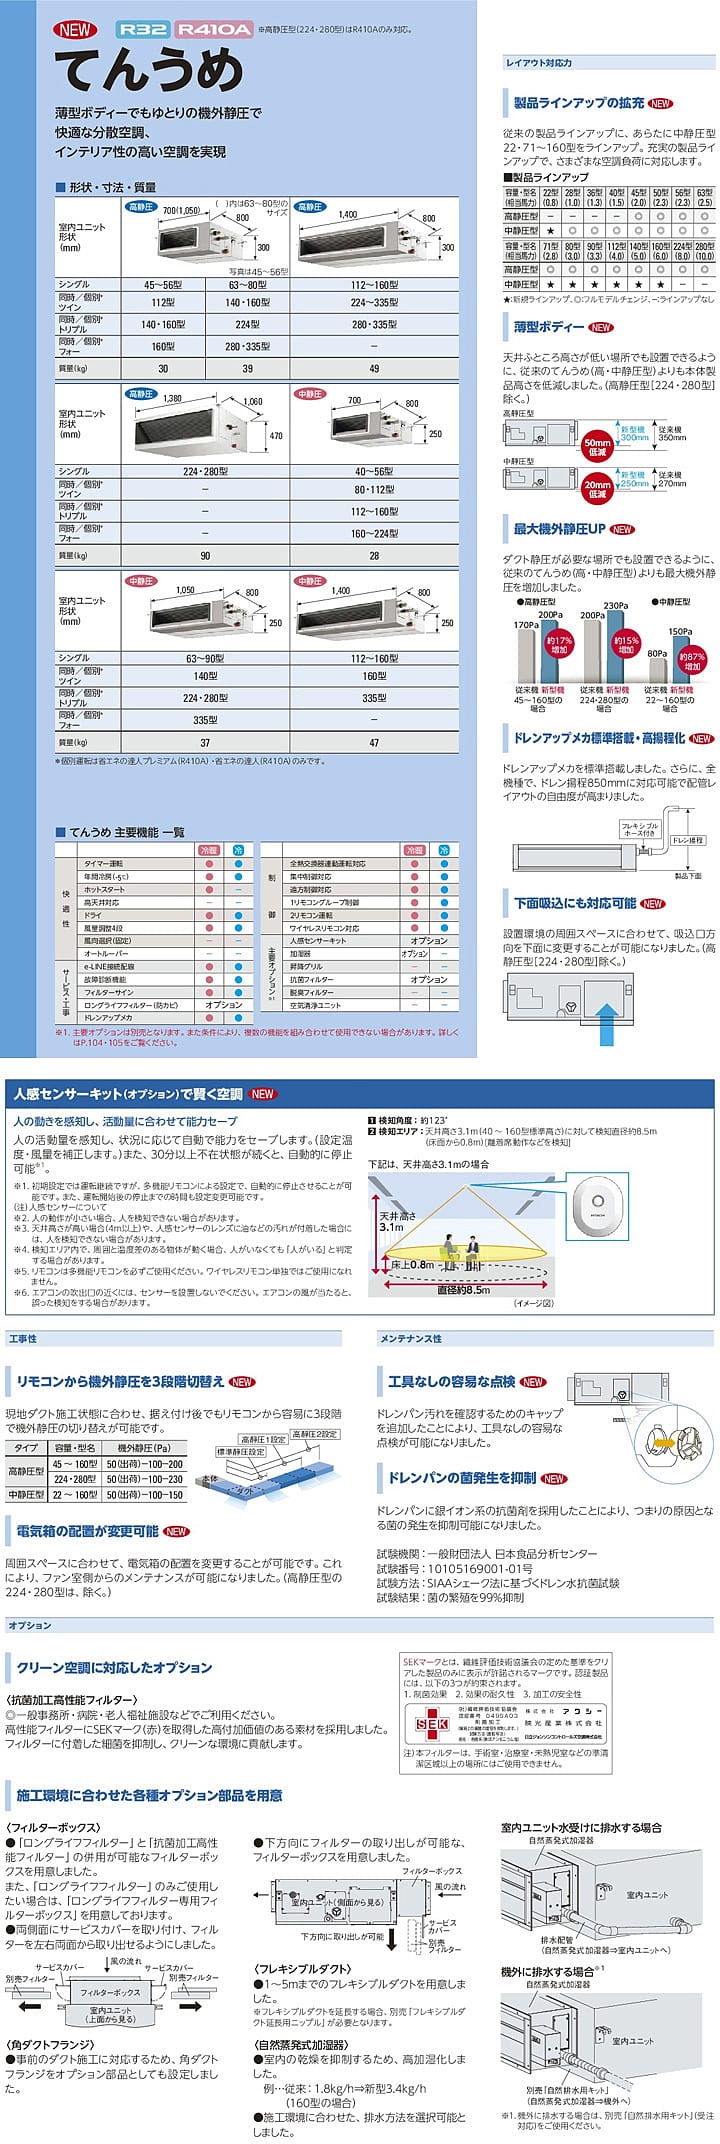 NEW R32 R410A ※高静圧型(224・280型)はR410Aのみ対応。
てんうめ
薄型ボディーでもゆとりの機外静圧で
快適な分散空調、
インテリア性の高い空調を実現
■ 形状・寸法・質量
室内ユニット
形状
(mm)
高静圧 700(1,050) 800 300
( )内は63〜80型の
サイズ
写真は45〜56型
高静圧 1,400 800 300
シングル 45〜56型 63〜80型 112〜160型
同時/個別*
ツイン 112型 140・160型 224〜335型
同時/個別*
トリプル 140・160型 224型 280・335型
同時/個別*
フォー 160型 280・335型 −
質量(kg) 30 39 49
室内ユニット
形状
(mm)
高静圧 1,380 1,060 470
中静圧 700 800 250
シングル 224・280型 40〜56型
同時/個別*
ツイン − 80・112型
同時/個別*
トリプル − 112〜160型
同時/個別*
フォー − 160〜224型
質量(kg) 90 28
室内ユニット
形状
(mm)
中静圧 1,050 800 250
中静圧 1,400 800 250
シングル 63〜90型 112〜160型
同時/個別*
ツイン 140型 160型
同時/個別*
トリプル 224・280型 335型
同時/個別*
フォー 335型 −
質量(kg) 37 47
＊個別運転は省エネの達人プレミアム(R410A)・省エネの達人(R410A)のみです。
■ てんうめ 主要機能 一覧
冷暖 冷
快適性
タイマー運転 ● ●
年間冷房(-5℃) ● ●
ホットスタート ● −
高天井対応 − −
ドライ ● ●
風量調整4段 ● ●
風向選択(固定) − −
オートルーバー − −
サービス・工事
e-LINE接続配線 ● ●
故障診断機能 ● ●
フィルターサイン ● ●
ロングライフフィルター(防カビ) オプション
ドレンアップメカ ● ●
冷暖 冷
制御
全熱交換器連動運転対応 ● ●
集中制御対応 ● ●
遠方制御対応 ● ●
1リモコングループ制御 ● ●
2リモコン運転 ● ●
ワイヤレスリモコン対応 ● ●
主要オプション※1
人感センサーキット オプション
加湿器 オプション −
昇降グリル − −
抗菌フィルター オプション
脱臭フィルター − −
空気清浄ユニット − −
※1. 主要オプションは別売となります。また条件により、複数の機能を組み合わせて使用できない場合があります。詳しく
はP.104・105をご覧ください。
レイアウト対応力
製品ラインアップの拡充 NEW
従来の製品ラインアップに、あらたに中静圧型
22・71〜160型をラインアップ。充実の製品ライ
ンアップで、さまざまな空調負荷に対応します。
■製品ラインアップ
容量・型名
(相当馬力) 22型
(0.8) 28型
(1.0) 36型
(1.3) 40型
(1.5) 45型
(2.0) 50型
(2.3) 56型
(2.3) 63型
(2.5)
高静圧型 − − − − ◎ ◎ ◎ ◎
中静圧型 ★ ◎ ◎ ◎ ◎ ◎ ◎ ◎
容量・型名
(相当馬力) 71型
(2.8) 80型
(3.0) 90型
(3.3) 112型
(4.0) 140型
(5.0) 160型
(6.0) 224型
(8.0) 280型
(10.0)
高静圧型 ◎ ◎ ◎ ◎ ◎ ◎ ◎ ◎
中静圧型 ★ ★ ★ ★ ★ ★ − −
★:新規ラインアップ、◎:フルモデルチェンジ、−:ラインアップなし
薄型ボディー NEW
天井ふところ高さが低い場所でも設置できるよう
に、従来のてんうめ(高・中静圧型)よりも本体製
品高さを低減しました。(高静圧型[224・280型]
除く。)
高静圧型
50mm
低減
新型機
300mm
従来機
350mm
中静圧型
20mm
低減
新型機
250mm
従来機
270mm
最大機外静圧UP NEW
ダクト静圧が必要な場所でも設置できるように、
従来のてんうめ(高・中静圧型)よりも最大機外静
圧を増加しました。
●高静圧型 ●中静圧型
170Pa 200Pa 約17%
増加
200Pa 230Pa 約15%
増加
80Pa 150Pa 約87%
増加
従来機 新型機 従来機 新型機 従来機 新型機
45〜160型の
場合
224・280型の
場合
22〜160型の
場合
ドレンアップメカ標準搭載・高揚程化 NEW
ドレンアップメカを標準搭載しました。さらに、全
機種で、ドレン揚程850mmに対応可能で配管レ
イアウトの自由度が高まりました。
フレキシブル
ホース付き
ドレン揚程
製品下面
下面吸込にも対応可能 NEW
設置環境の周囲スペースに合わせて、吸込口方
向を下面に変更することが可能になりました。(高
静圧型[224・280型]除く。)
人感センサーキット(オプション)で賢く空調 NEW
人の動きを感知し、活動量に合わせて能力セーブ
人の活動量を感知し、状況に応じて自動で能力をセーブします。(設定温
度・風量を補正します。)また、30分以上不在状態が続くと、自動的に停止
可能※1。
※1. 初期設定では運転継続ですが、多機能リモコンによる設定で、自動的に停止させることが可
能です。また、運転開始後の停止までの時間も設定変更可能です。
(注)人感センサーについて
※2. 人の動作が小さい場合、人を検知できない場合があります。
※3. 天井高さが高い場合(4m以上)や、人感センサーのレンズに油などの汚れが付着した場合に
は、人を検知できない場合があります。
※4. 検知エリア内で、周囲と温度差のある物体が動く場合、人がいなくても「人がいる」と判定
する場合があります。
※5. リモコンは多機能リモコンを必ずご使用ください。ワイヤレスリモコン単独ではご使用になれ
ません。
※6. エアコンの吹出口の近くには、センサーを設置しないでください。エアコンの風が当たると、
誤った検知をする場合があります。
1 検知角度：約123°
2 検知エリア：天井高さ3.1m(40 〜 160型標準高さ)に対して検知直径約8.5m
(床面から0.8m)[離着席動作などを検知]
下記は、天井高さ3.1mの場合
天井高さ
3.1m
床上0.8m
直径約8.5m
HITACHI
(イメージ図)
工事性
リモコンから機外静圧を3段階切替え NEW
現地ダクト施工状態に合わせ、据え付け後でもリモコンから容易に3段階
で機外静圧の切り替えが可能です。
タイプ 容量・型名 機外静圧(Pa)
高静圧型 45 〜 160型 50(出荷)−100−200
224・280型 50(出荷)−100−230
中静圧型 22 〜 160型 50(出荷)−100−150
高静圧2設定
高静圧1設定
標準静圧設定
本体
ダクト
電気箱の配置が変更可能 NEW
周囲スペースに合わせて、電気箱の配置を変更することが可能です。これ
により、ファン室側からのメンテナンスが可能になりました。(高静圧型の
224・280型は、除く。)
メンテナンス性
工具なしの容易な点検 NEW
ドレンパン汚れを確認するためのキャップ
を追加したことにより、工具なしの容易な
点検が可能になりました。
ドレンパンの菌発生を抑制 NEW
ドレンパンに銀イオン系の抗菌剤を採用したことにより、つまりの原因とな
る菌の発生を抑制可能になりました。
試験機関：一般財団法人 日本食品分析センター
試験番号：10105169001-01号
試験方法：SIAAシェーク法に基づくドレン水抗菌試験
試験結果：菌の繁殖を99%抑制
オプション
クリーン空調に対応したオプション
〈抗菌加工高性能フィルター〉
◎一般事務所・病院・老人福祉施設などでご利用ください。
高性能フィルターにSEKマーク(赤)を取得した高付加価値のある素材を採用しました。
フィルターに付着した細菌を抑制し、クリーンな環境に貢献します。
SEKマークとは、繊維評価技術協議会の定めた基準をクリ
アした製品のみに表示が許諾されるマークです。認証製品
には、以下の3つが約束されます。
1. 制菌効果 2. 効果の耐久性 3. 加工の安全性
SEK
制菌加工
株式会社 アクシー
映光産業株式会社
日立ジョンソンコントロールズ空調株式会社
注)本フィルターは、手術室・治療室・未熟児室などの準清
潔区域以上の場所にはご使用できません。
施工環境に合わせた各種オプション部品を用意
〈フィルターボックス〉
●「ロングライフフィルター」と「抗菌加工高性
能フィルター」の併用が可能なフィルターボッ
クスを用意しました。
また、「ロングライフフィルター」のみご使用し
たい場合は、「ロングライフフィルター専用フィ
ルターボックス」を用意しております。
●両側面にサービスカバーを取り付け、フィル
ターを左右両面から取り出せるようにしました。
サービスカバー 風の流れ サービスカバー
別売フィルター 別売フィルター
フィルターボックス
室内ユニット
(上面から見る)
〈角ダクトフランジ〉
●事前のダクト施工に対応するため、角ダクト
フランジをオプション部品としても設定しまし
た。
●下方向にフィルターの取り出しが可能な、
フィルターボックスを用意しました。
フィルターボックス
風の流れ
室内ユニット(側面から見る)
サービス
カバー
下方向に取り出しが可能
別売
フィルター
〈フレキシブルダクト〉
●1〜5mまでのフレキシブルダクトを用意しま
した。
※フレキシブルダクトを延長する場合、別売「フレキシブルダ
クト延長用ニップル」が必要となります。
〈自然蒸発式加湿器〉
●室内の乾燥を抑制するため、高加湿化しま
した。
例…従来：1.8kg/h⇒新型3.4kg/h
(160型の場合)
●施工環境に合わせた、排水方法を選択可能と
しました。
室内ユニット水受けに排水する場合
自然蒸発式加湿器
室内ユニット
排水配管
(自然蒸発式加湿器⇒室内ユニットへ)
機外に排水する場合※1
自然蒸発式加湿器
室内ユニット
別売「自然排水用キット」
(自然蒸発式加湿器⇒機外へ)
※1. 機外に排水する場合は、別売「自然排水用キット」(受注
対応)をご使用ください。